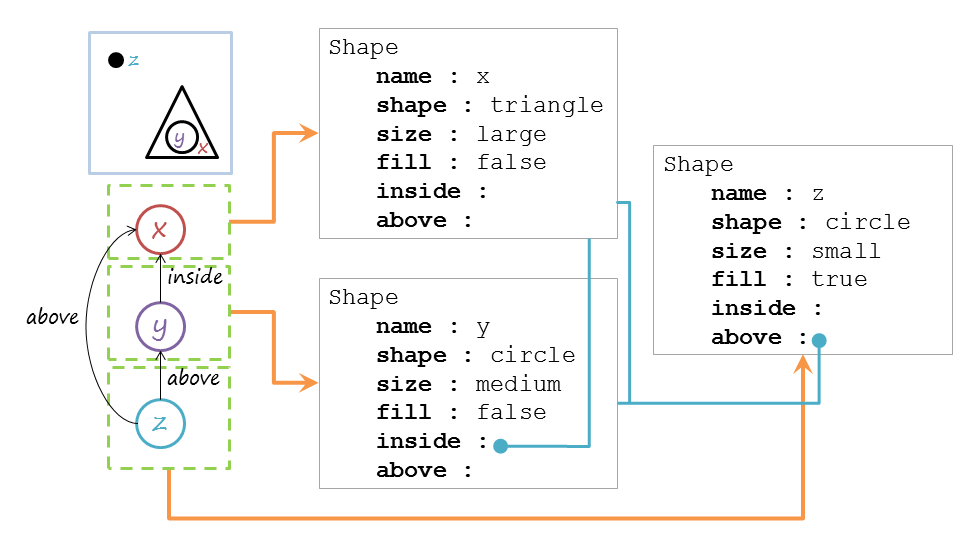 z
y
x
x
inside
above
y
above
z
Shape
name : x
shape : triangle
size : large
fill : false
inside :
above :
Shape
name : y
shape : circle
size : medium
fill : false
inside :
above :
Shape
name : z
shape : circle
size : small
fill : true
inside :
above :